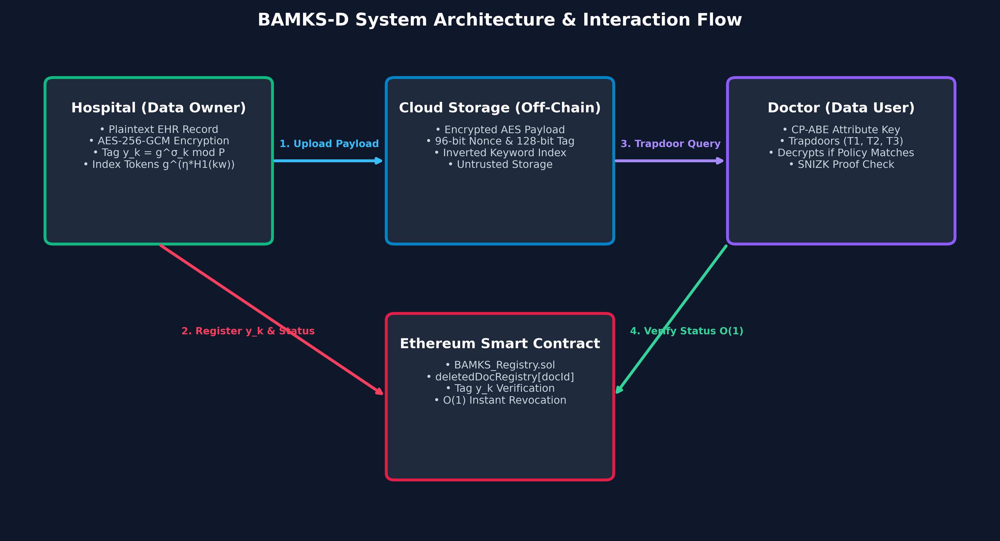 BAMKS-D System Architecture & Interaction Flow
Hospital (Data Owner)
• Plaintext EHR Record
• AES-256-GCM Encryption
• Tag y_k = g^σ_k mod P
• Index Tokens g^(η*H1(kw))
1. Upload Payload
Cloud Storage (Off-Chain)
• Encrypted AES Payload
• 96-bit Nonce & 128-bit Tag
• Inverted Keyword Index
• Untrusted Storage
3. Trapdoor Query
Doctor (Data User)
• CP-ABE Attribute Key
• Trapdoors (T1, T2, T3)
• Decrypts if Policy Matches
• SNIZK Proof Check
2. Register y_k & Status
4. Verify Status O(1)
Ethereum Smart Contract
• BAMKS_Registry.sol
• deletedDocRegistry[docId]
• Tag y_k Verification
• O(1) Instant Revocation